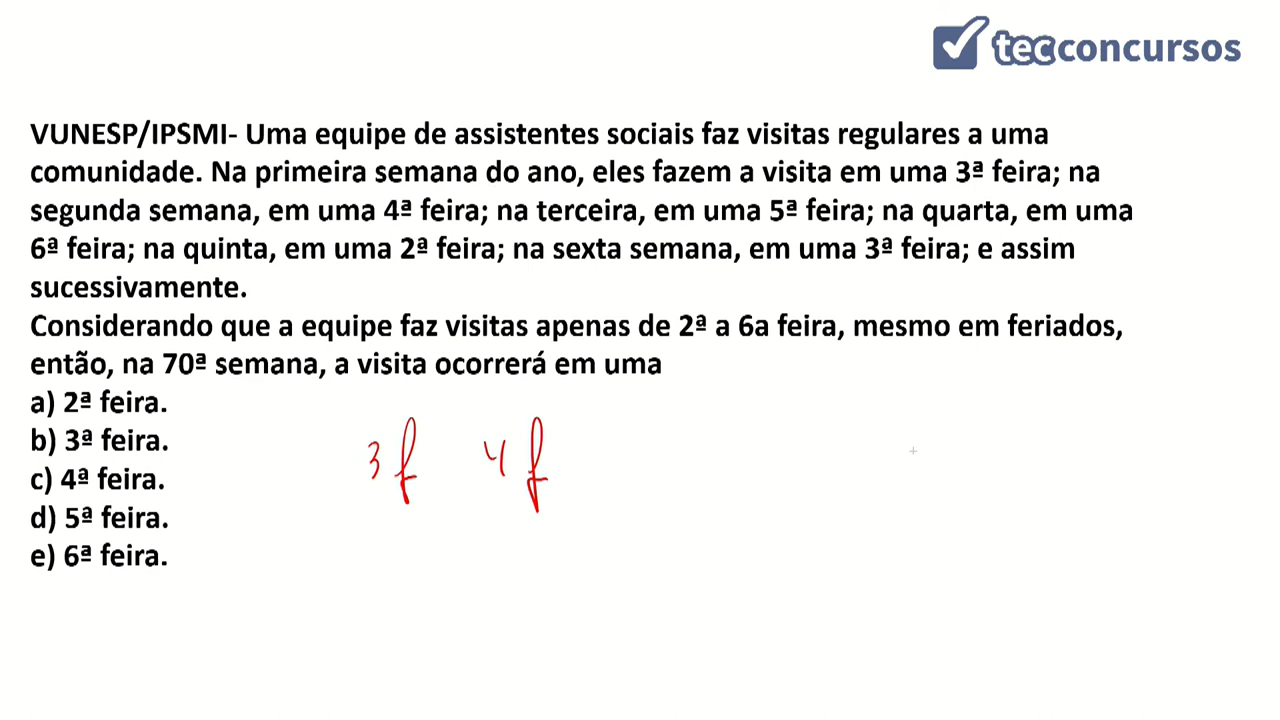 tecconcursos
VUNESP/IPSMI- Uma equipe de assistentes sociais faz visitas regulares a uma
comunidade. Na primeira semana do ano, eles fazem a visita em uma 3ª feira; na
segunda semana, em uma 4ª feira; na terceira, em uma 5ª feira; na quarta, em uma
6ª feira; na quinta, em uma 2ª feira; na sexta semana, em uma 3ª feira; e assim
sucessivamente.
Considerando que a equipe faz visitas apenas de 2ª a 6a feira, mesmo em feriados,
então, na 70ª semana, a visita ocorrerá em uma
a) 2ª feira.
b) 3ª feira.
c) 4ª feira.
d) 5ª feira.
e) 6ª feira.
3f 4f